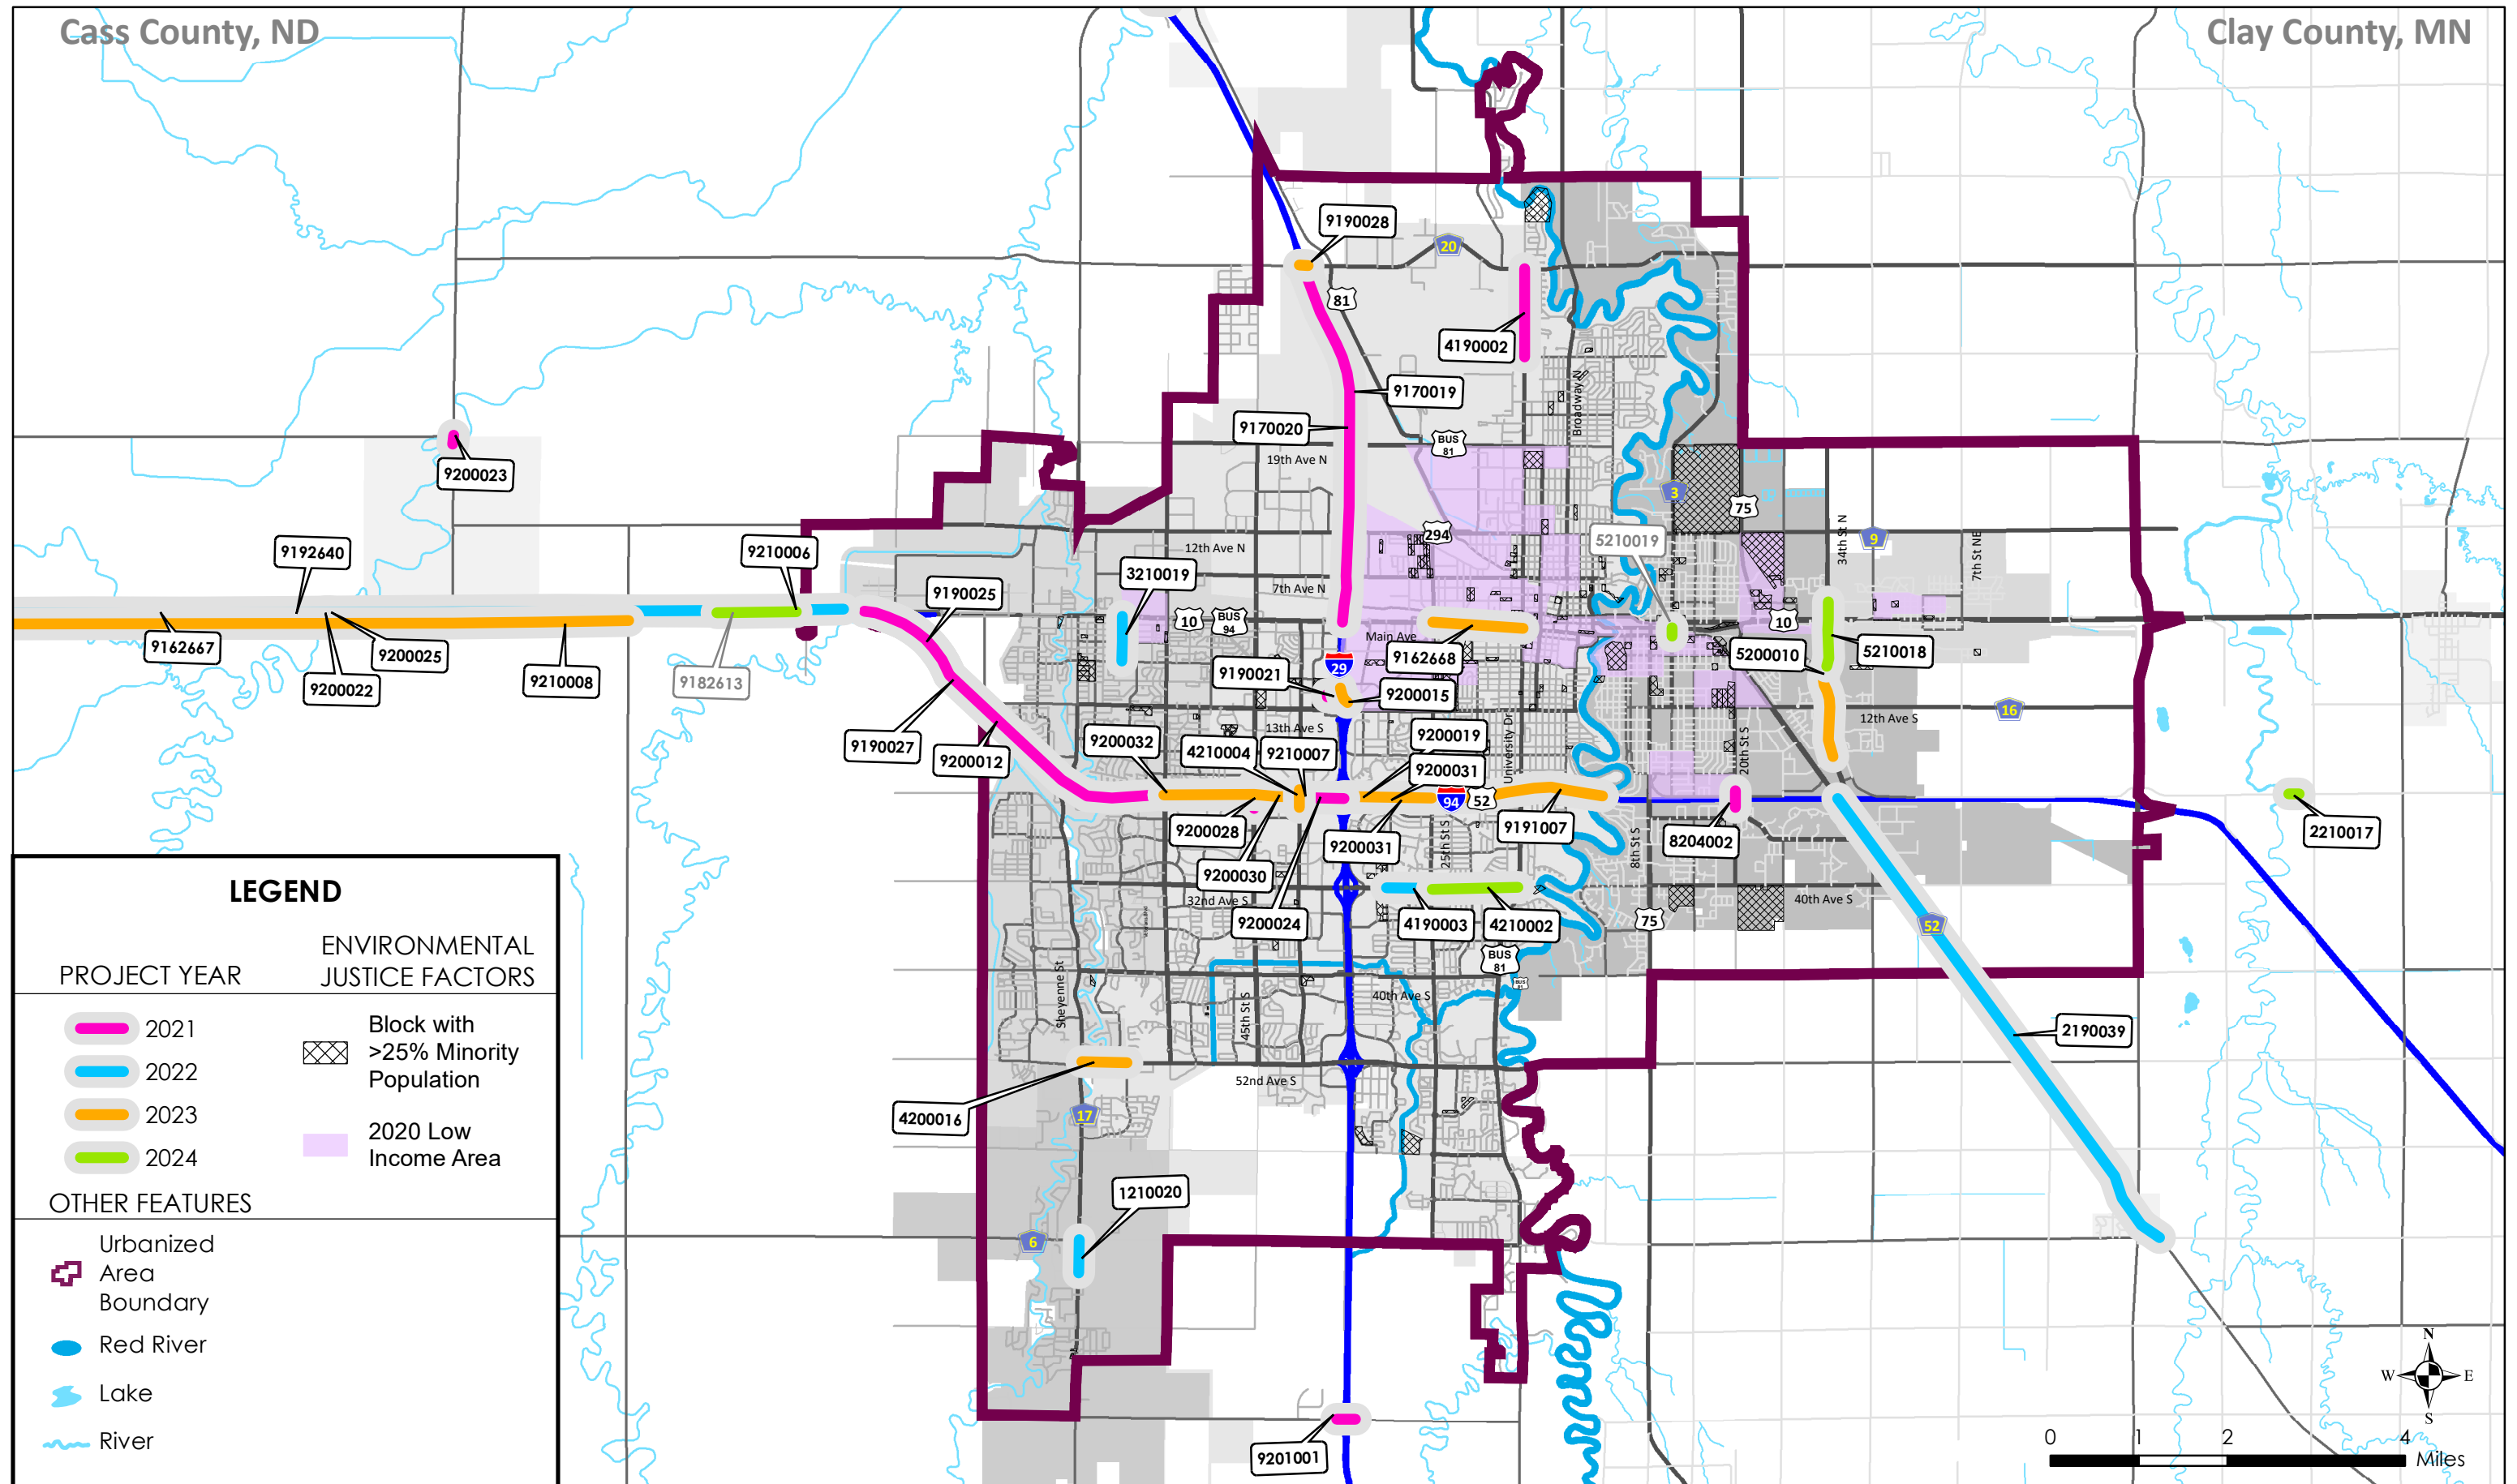 Cass County, ND
Clay County, MN
9190028
20
81
4190002
9170019
9170020
Broadway N
BUS
81
19th Ave N
9200023
3
75
294
34th St N
9
7th St NE
12th Ave N
5210019
9192640
9210006
3210019
9190025
7th Ave N
10
BUS
94
10
Main Ave
9162667
9200025
9200022
9210008
9182613
9162668
5200010
5210018
29
9190021
9200015
12th Ave S
16
13th Ave S
University Dr
20th St S
9190027
9200012
9200032
4210004
9210007
9200019
9200031
94
52
9200028
9200031
25th St S
9191007
8th St S
8204002
2210017
9200030
32nd Ave S
9200024
4190003
4210002
75
40th Ave S
52
BUS
81
BUS
81
Sheyenne St
45th St S
40th Ave S
2190039
52nd Ave S
4200016
17
1210020
6
9201001
LEGEND
PROJECT YEAR
2021
2022
2023
2024
ENVIRONMENTAL
JUSTICE FACTORS
Block with
>25% Minority
Population
2020 Low
Income Area
OTHER FEATURES
Urbanized
Area
Boundary
Red River
Lake
River
N
W
E
S
0
1
2
4
Miles